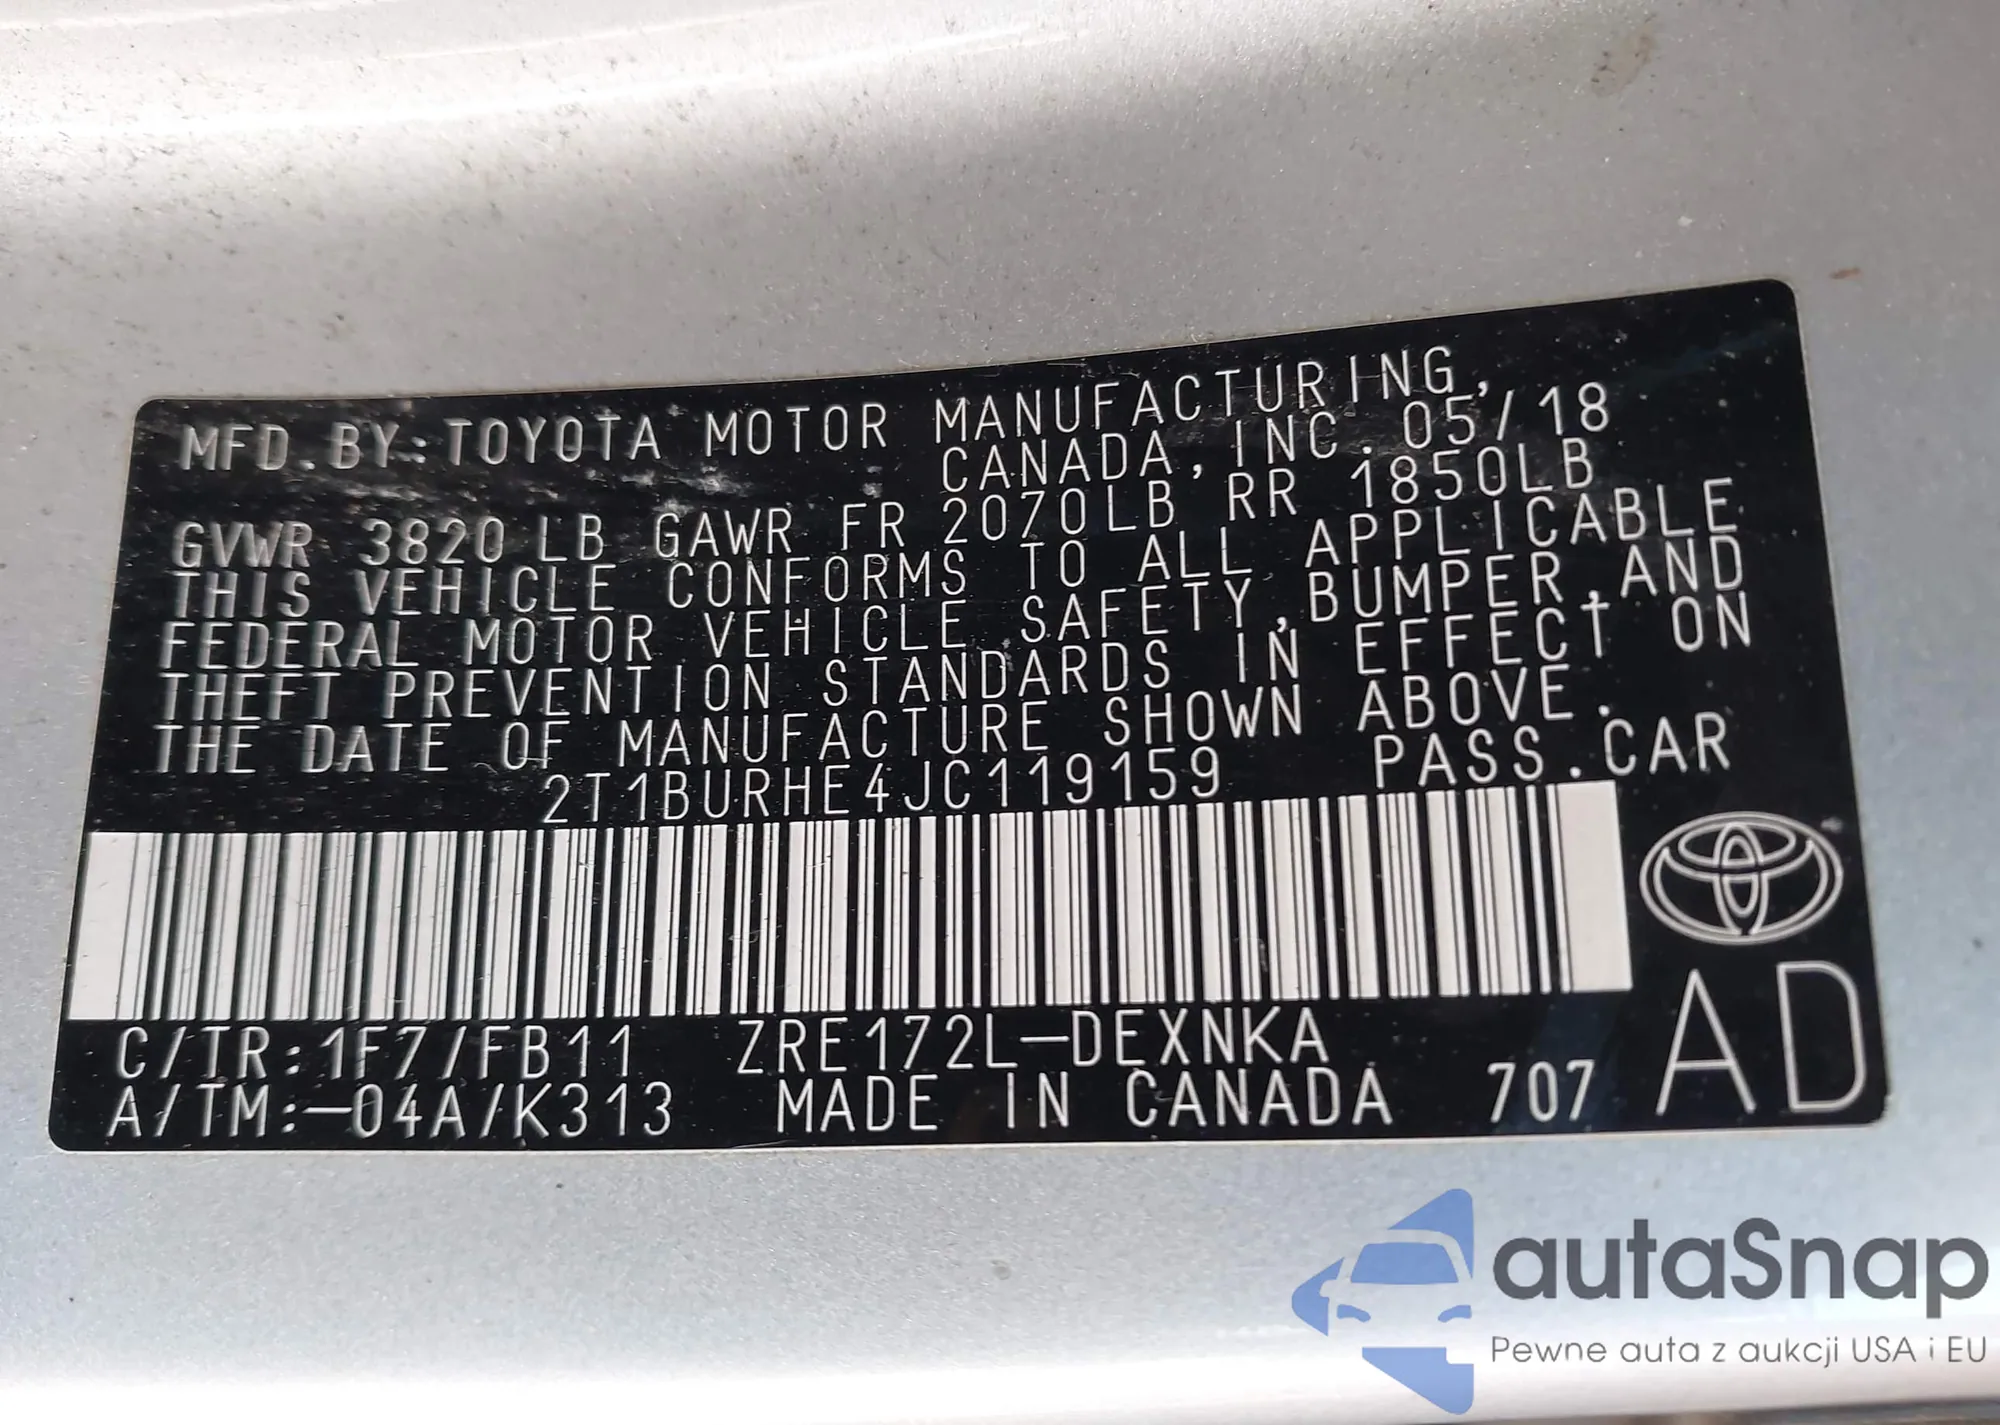 MFD.BY:TOYOTA MOTOR MANUFACTURING,
CANADA,INC.05/18
GVWR 3820LB GAWR FR 2070LB RR 1850LB
THIS VEHICLE CONFORMS TO ALL APPLICABLE
FEDERAL MOTOR VEHICLE SAFETY,BUMPER,AND
THEFT PREVENTION STANDARDS IN EFFECT ON
THE DATE OF MANUFACTURE SHOWN ABOVE.
2T1BURHE4JC119159 PASS.CAR
C/TR:1F7/FB11 ZRE172L-DEXNKA
A/TM:-04A/K313 MADE IN CANADA 707
AD
autaSnap
Pewne auta z aukcji USA i EU